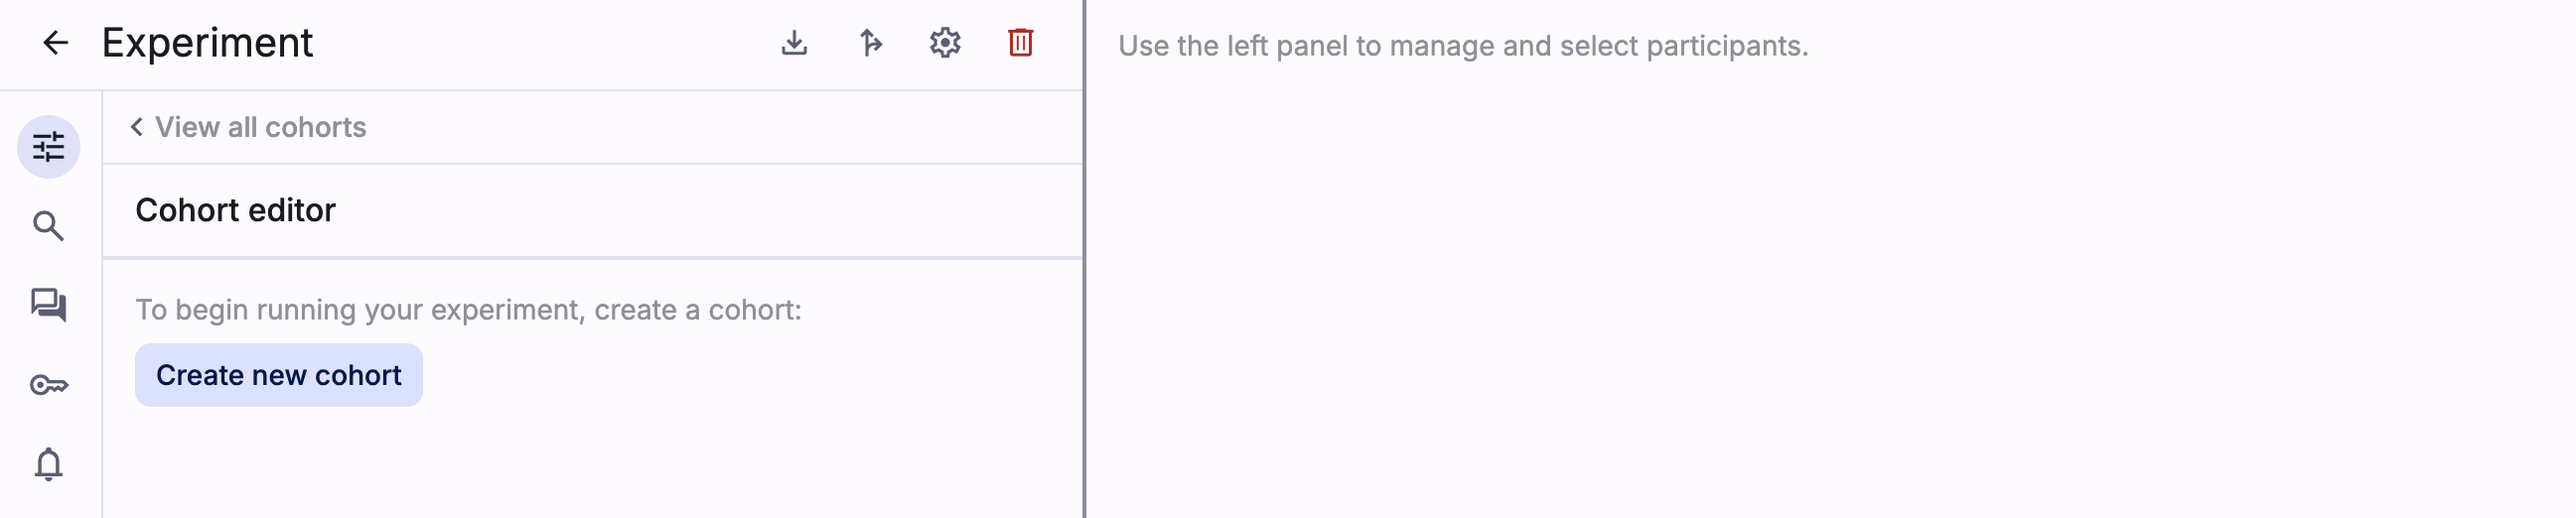 Experiment
Use the left panel to manage and select participants.
View all cohorts
Cohort editor
To begin running your experiment, create a cohort:
Create new cohort